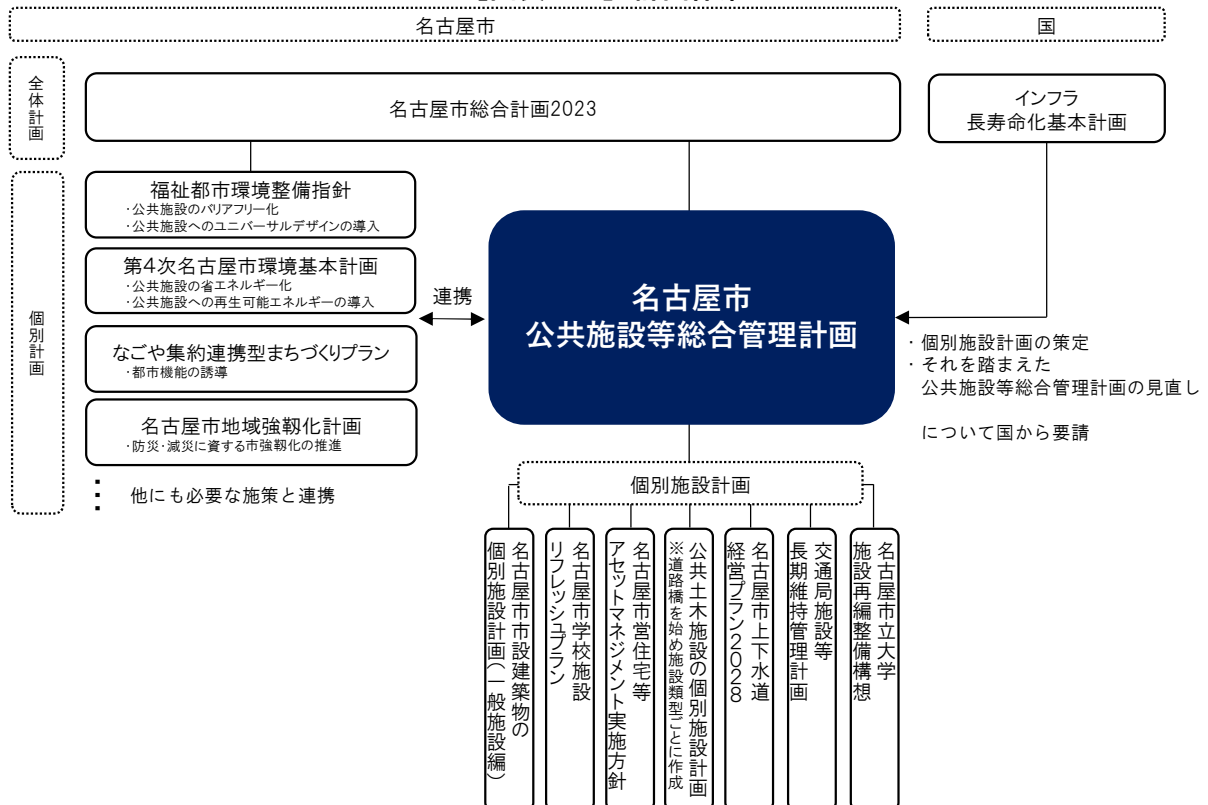 名古屋市
国
全体計画
名古屋市総合計画2023
インフラ
長寿命化基本計画
個別計画
福祉都市環境整備指針
・公共施設のバリアフリー化
・公共施設へのユニバーサルデザインの導入
第4次名古屋市環境基本計画
・公共施設の省エネルギー化
・公共施設への再生可能エネルギーの導入
なごや集約連携型まちづくりプラン
・都市機能の誘導
名古屋市地域強靱化計画
・防災・減災に資する市強靱化の推進
他にも必要な施策と連携
連携
名古屋市
公共施設等総合管理計画
・個別施設計画の策定
・それを踏まえた
公共施設等総合管理計画の見直し
について国から要請
個別施設計画
名古屋市市設建築物の
個別施設計画(一般施設編)
名古屋市学校施設
リフレッシュプラン
名古屋市営住宅等
アセットマネジメント実施方針
公共土木施設の個別施設計画
※道路橋を始め施設類型ごとに作成
名古屋市上下水道
経営プラン2028
交通局施設等
長期維持管理計画
名古屋市立大学
施設再編整備構想